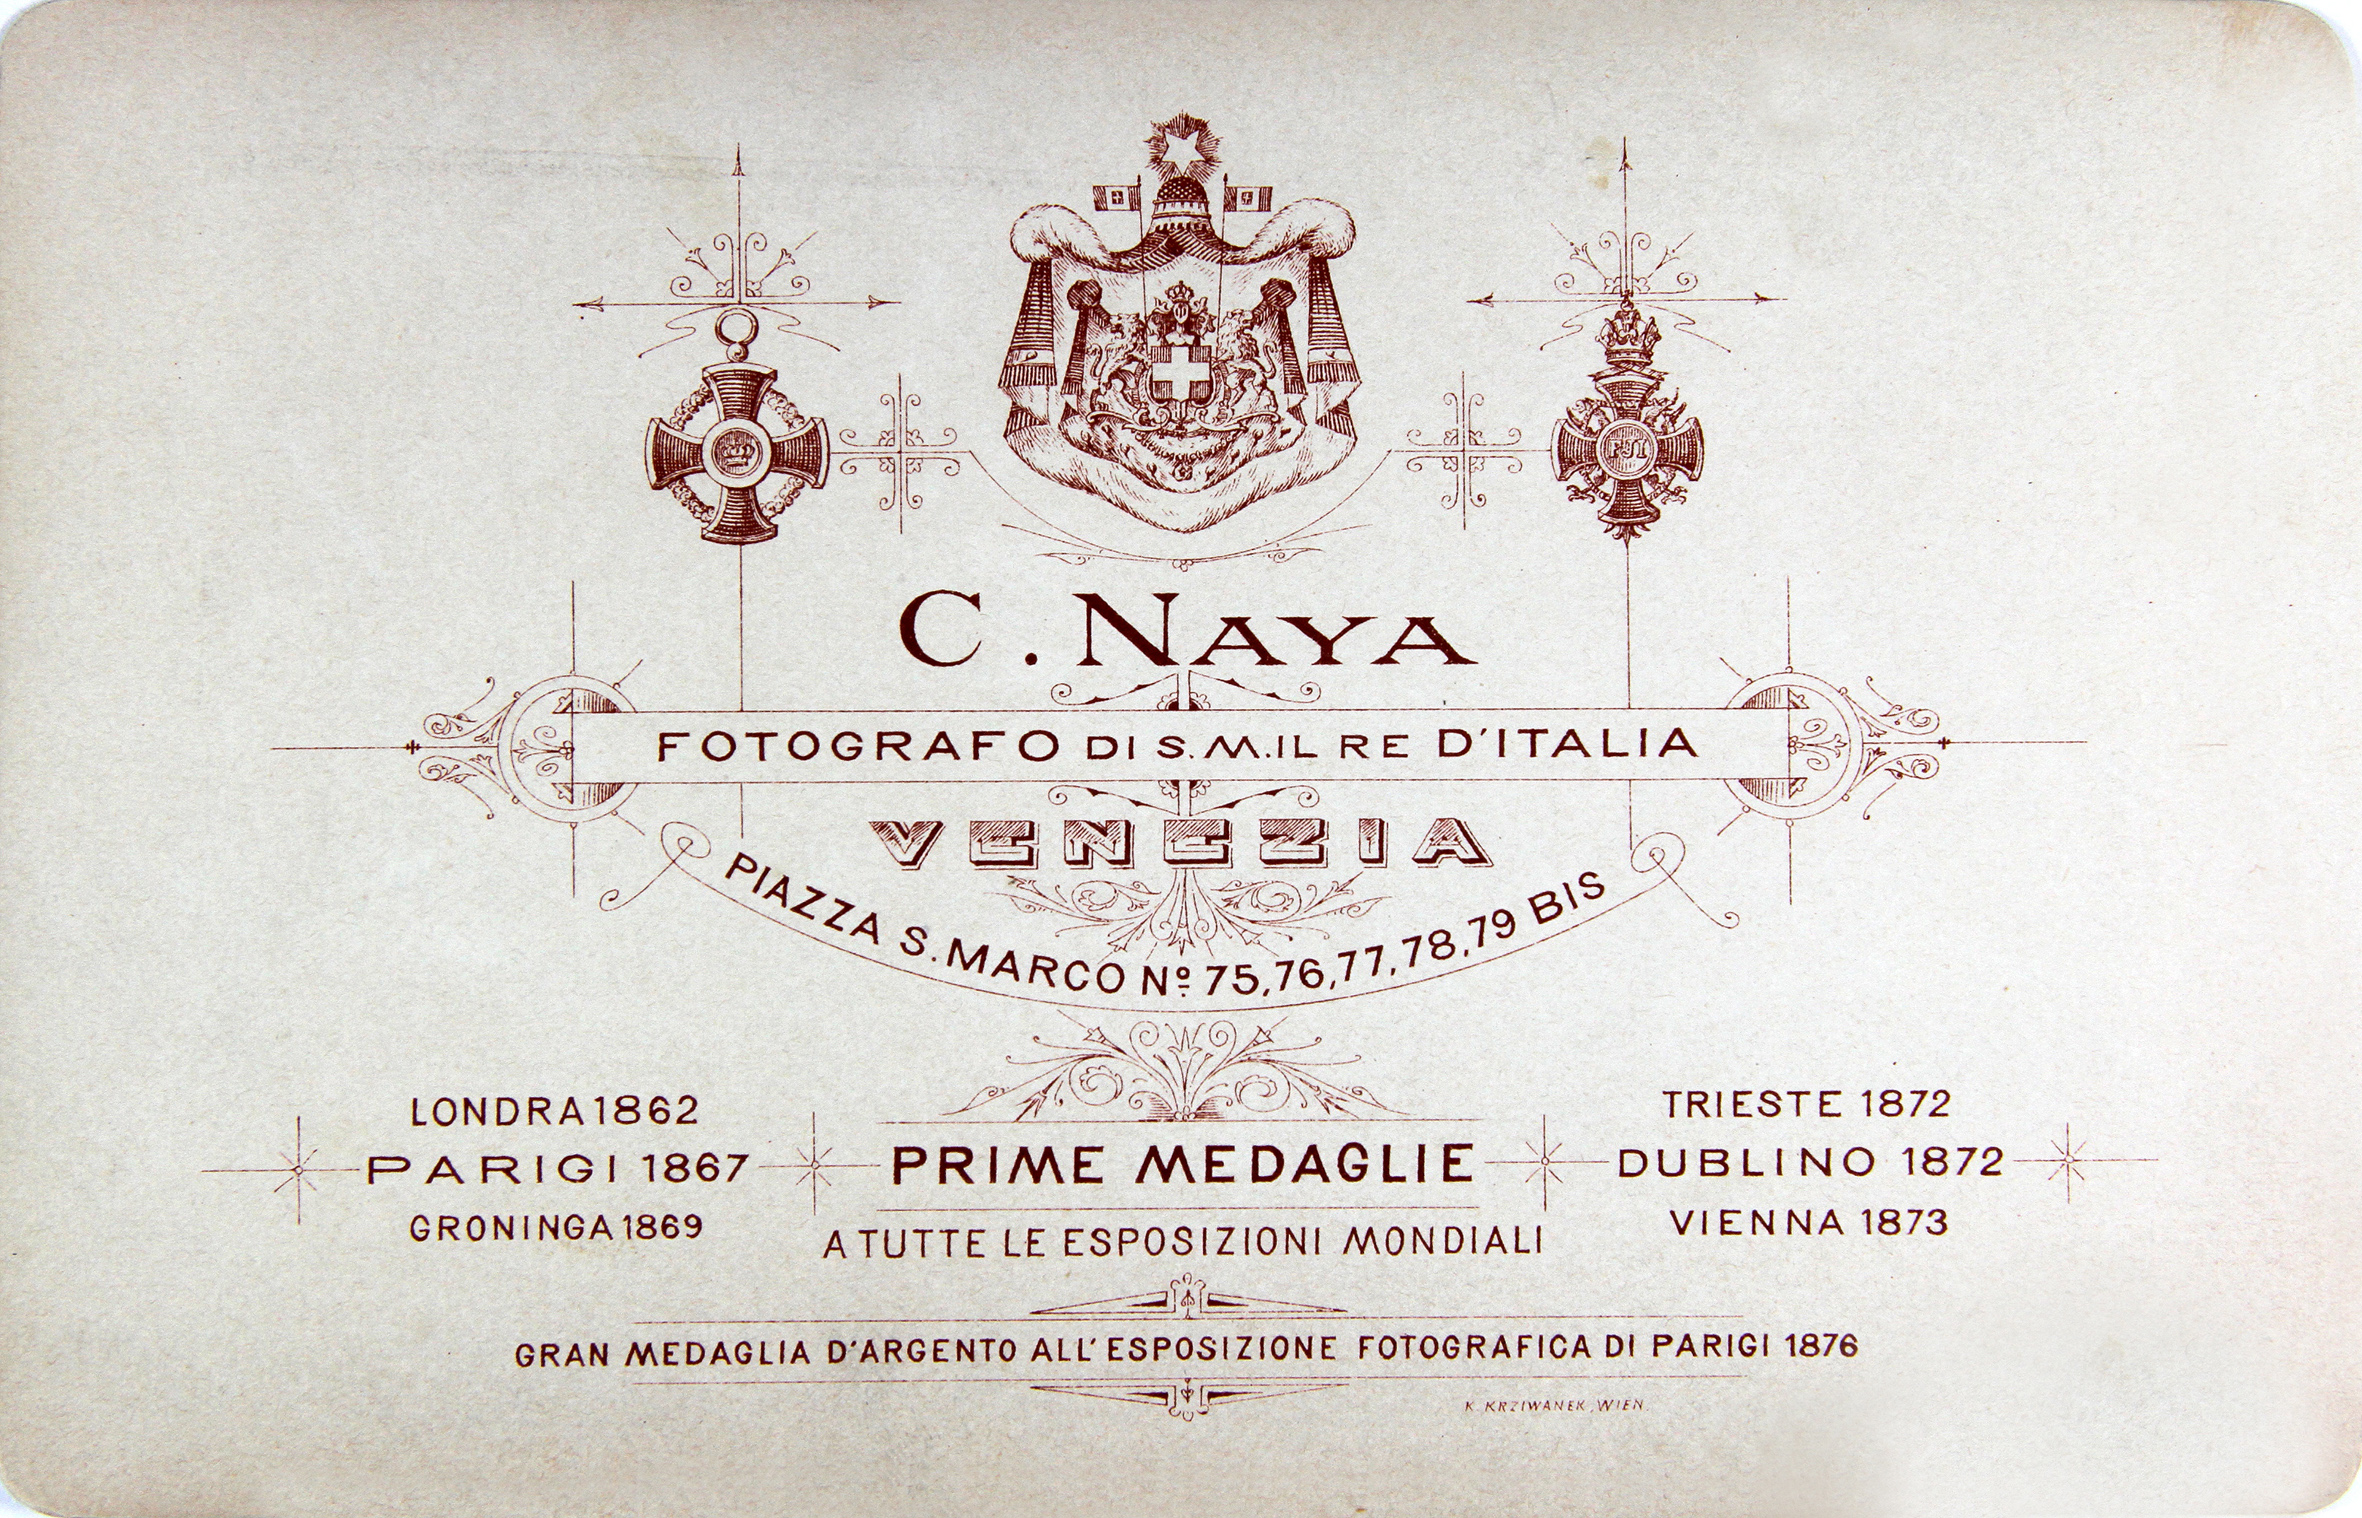 C. NAYA
FOTOGRAFO DI S.M. IL RE D'ITALIA
VENEZIA
PIAZZA S. MARCO Nº 75, 76, 77, 78, 79 BIS
LONDRA 1862
PARIGI 1867
GRONINGA 1869
PRIME MEDAGLIE
A TUTTE LE ESPOSIZIONI MONDIALI
TRIESTE 1872
DUBLINO 1872
VIENNA 1873
GRAN MEDAGLIA D'ARGENTO ALL'ESPOSIZIONE FOTOGRAFICA DI PARIGI 1876
K. KRZIWANEK, WIEN